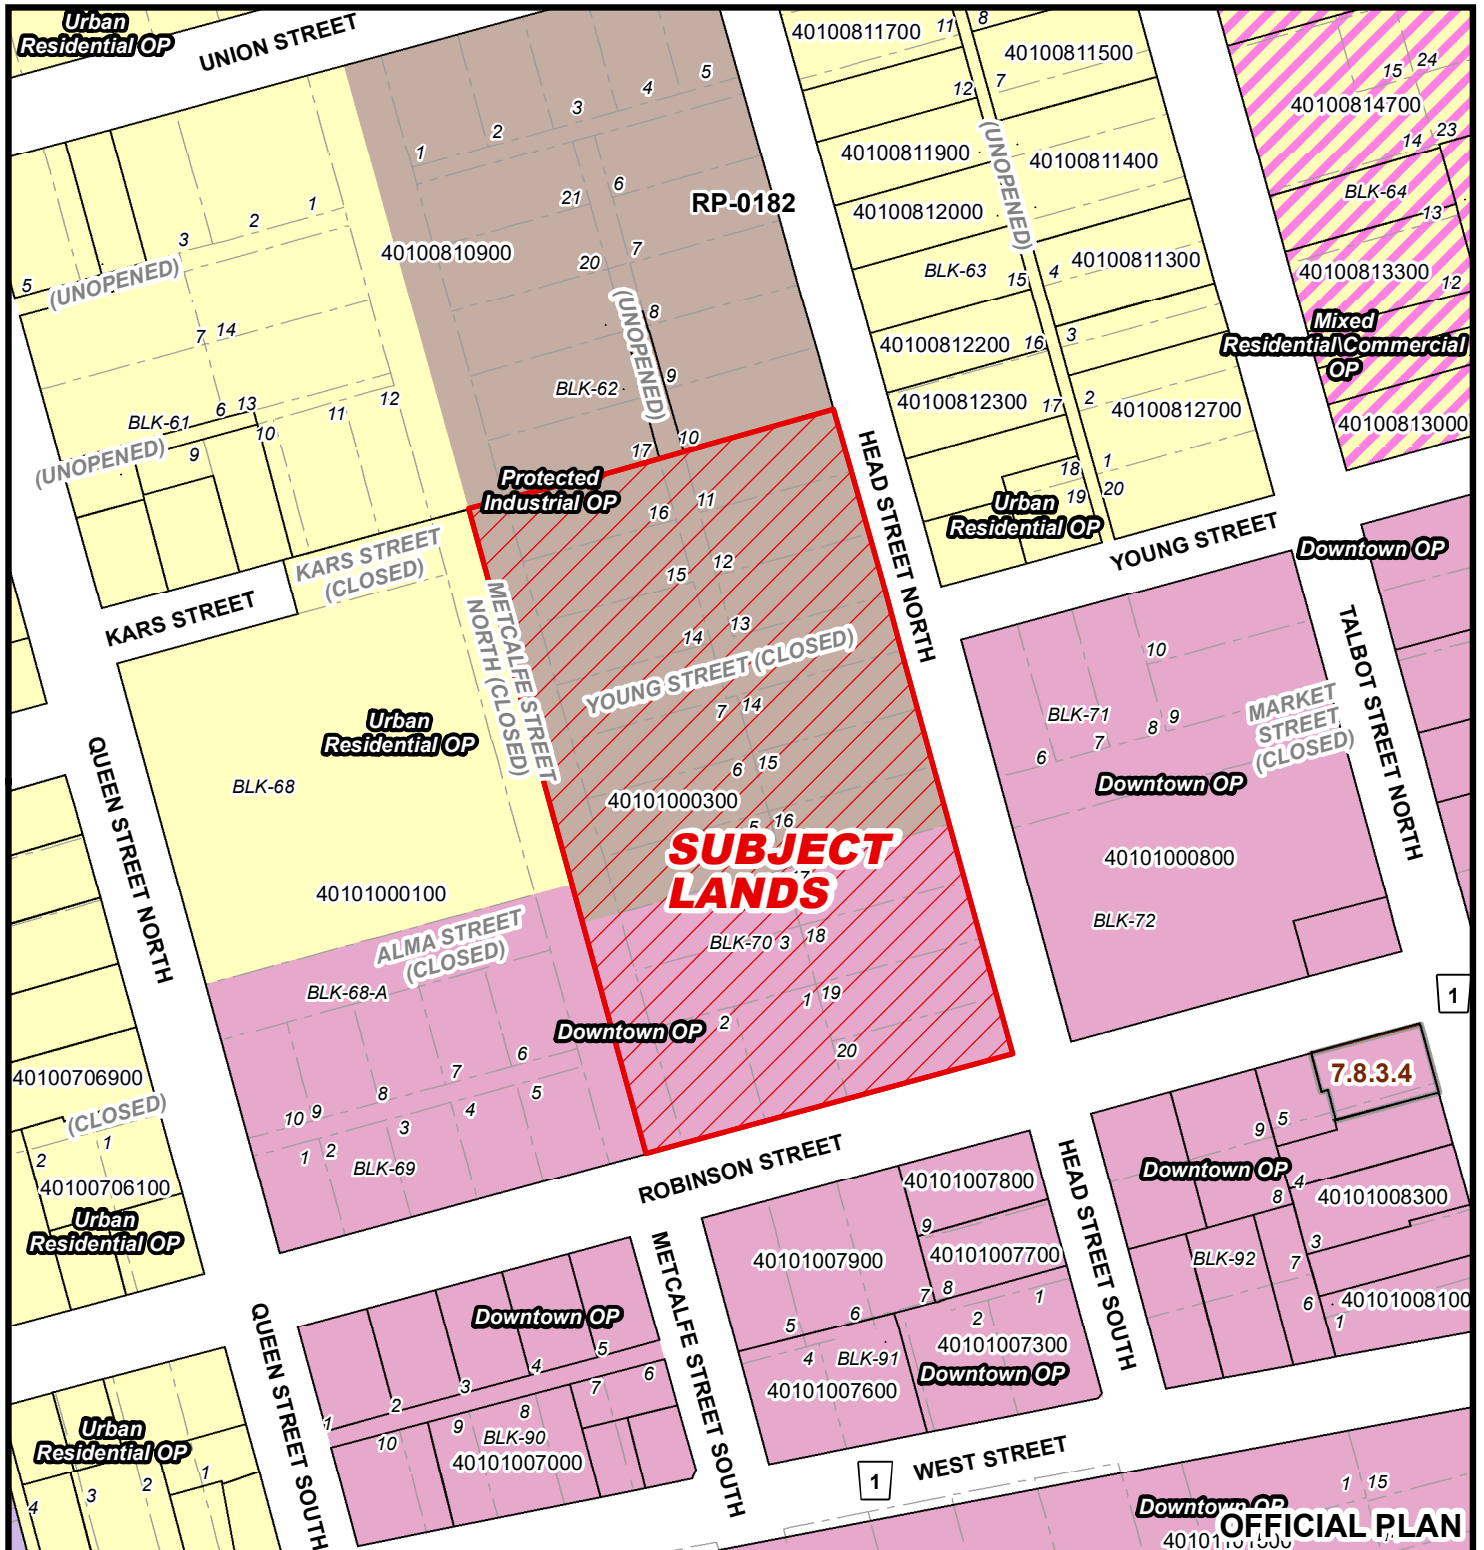 Urban
Residential OP
UNION STREET
40100811700
11
8
40100811500
12
7
15
24
40100814700
14
23
5
4
3
2
1
40100811900
(UNOPENED)
40100811400
BLK-64
13
21
6
RP-0182
40100812000
3
2
1
40100810900
7
20
BLK-63
15
4
40100811300
40100813300
12
5
(UNOPENED)
(UNOPENED)
8
Mixed
Residential\Commercial
OP
7
14
40100812200
16
3
BLK-62
9
6
13
11
12
BLK-61
10
40100812300
17
2
40100812700
40100813000
(UNOPENED)
9
17
10
HEAD STREET NORTH
18
1
19
20
Protected
Industrial OP
Urban
Residential OP
16
11
KARS STREET
(CLOSED)
YOUNG STREET
Downtown OP
15
12
KARS STREET
METCALFE STREET
NORTH (CLOSED)
14
13
YOUNG STREET (CLOSED)
10
TALBOT STREET NORTH
Urban
Residential OP
7
14
BLK-71
6
7
8
9
MARKET
STREET
(CLOSED)
QUEEN STREET NORTH
BLK-68
6
15
Downtown OP
40101000300
5
16
SUBJECT
LANDS
17
40101000800
40101000100
BLK-72
ALMA STREET
(CLOSED)
BLK-70
3
18
BLK-68-A
1
19
2
Downtown OP
20
1
6
7
8
5
4
10
9
3
40100706900
(CLOSED)
1
2
40100706100
Urban
Residential OP
1
2
BLK-69
7.8.3.4
9
5
ROBINSON STREET
HEAD STREET SOUTH
Downtown OP
4
8
40101008300
40101007800
9
40101007900
40101007700
BLK-92
3
7
METCALFE STREET SOUTH
7
8
1
6
5
2
6
40101008100
1
QUEEN STREET SOUTH
Downtown OP
40101007300
4
BLK-91
Downtown OP
40101007600
5
4
3
2
1
6
7
8
9
10
BLK-90
40101007000
Urban
Residential OP
1
2
3
4
WEST STREET
1
1
15
Downtown OP
OFFICIAL PLAN